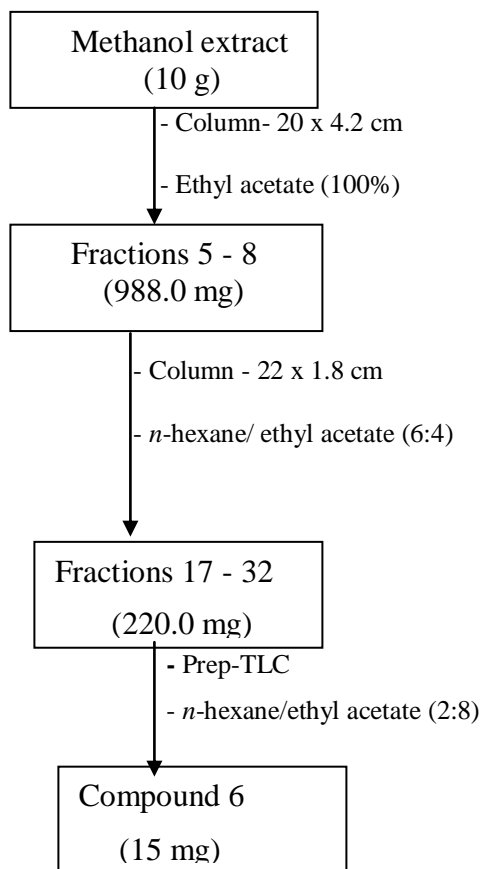 Methanol extract
(10 g)
- Column- 20 x 4.2 cm
- Ethyl acetate (100%)
Fractions 5 - 8
(988.0 mg)
- Column - 22 x 1.8 cm
- n-hexane/ ethyl acetate (6:4)
Fractions 17 - 32
(220.0 mg)
- Prep-TLC
- n-hexane/ethyl acetate (2:8)
Compound 6
(15 mg)